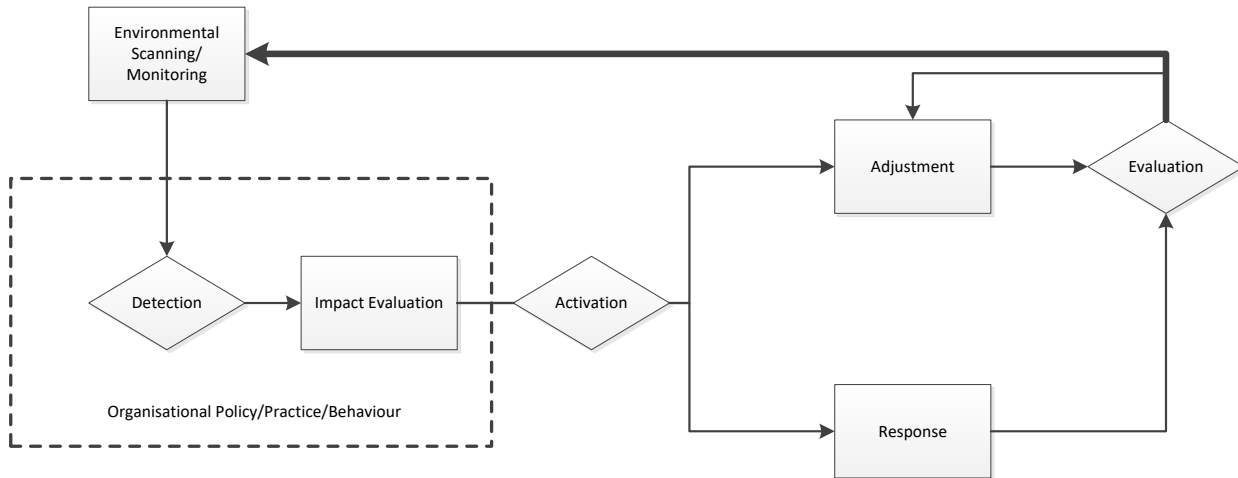 Environmental
Scanning/
Monitoring
Adjustment
Evaluation
Detection
Impact Evaluation
Activation
Organisational Policy/Practice/Behaviour
Response